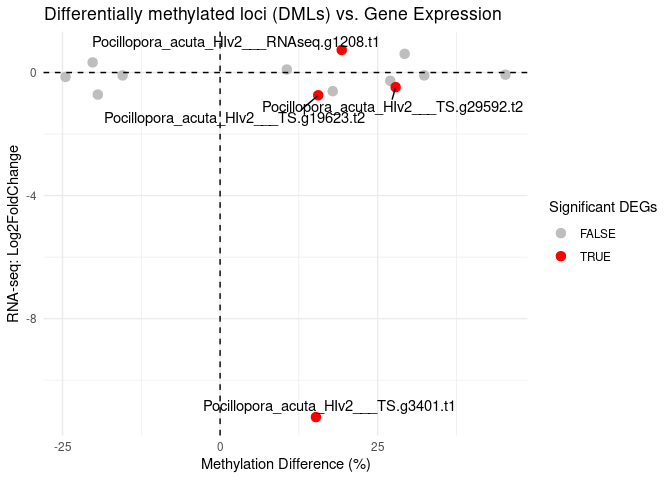 Differentially methylated loci (DMLs) vs. Gene Expression
Pocillopora_acuta_HIv2___RNAseq.g1208.t1
0
Pocillopora_acuta_HIv2___TS.g29592.t2
Pocillopora_acuta_HIv2___TS.g19623.t2
RNA-seq: Log2FoldChange
-4
Significant DEGs
FALSE
TRUE
-8
Pocillopora_acuta_HIv2___TS.g3401.t1
-25
0
25
Methylation Difference (%)